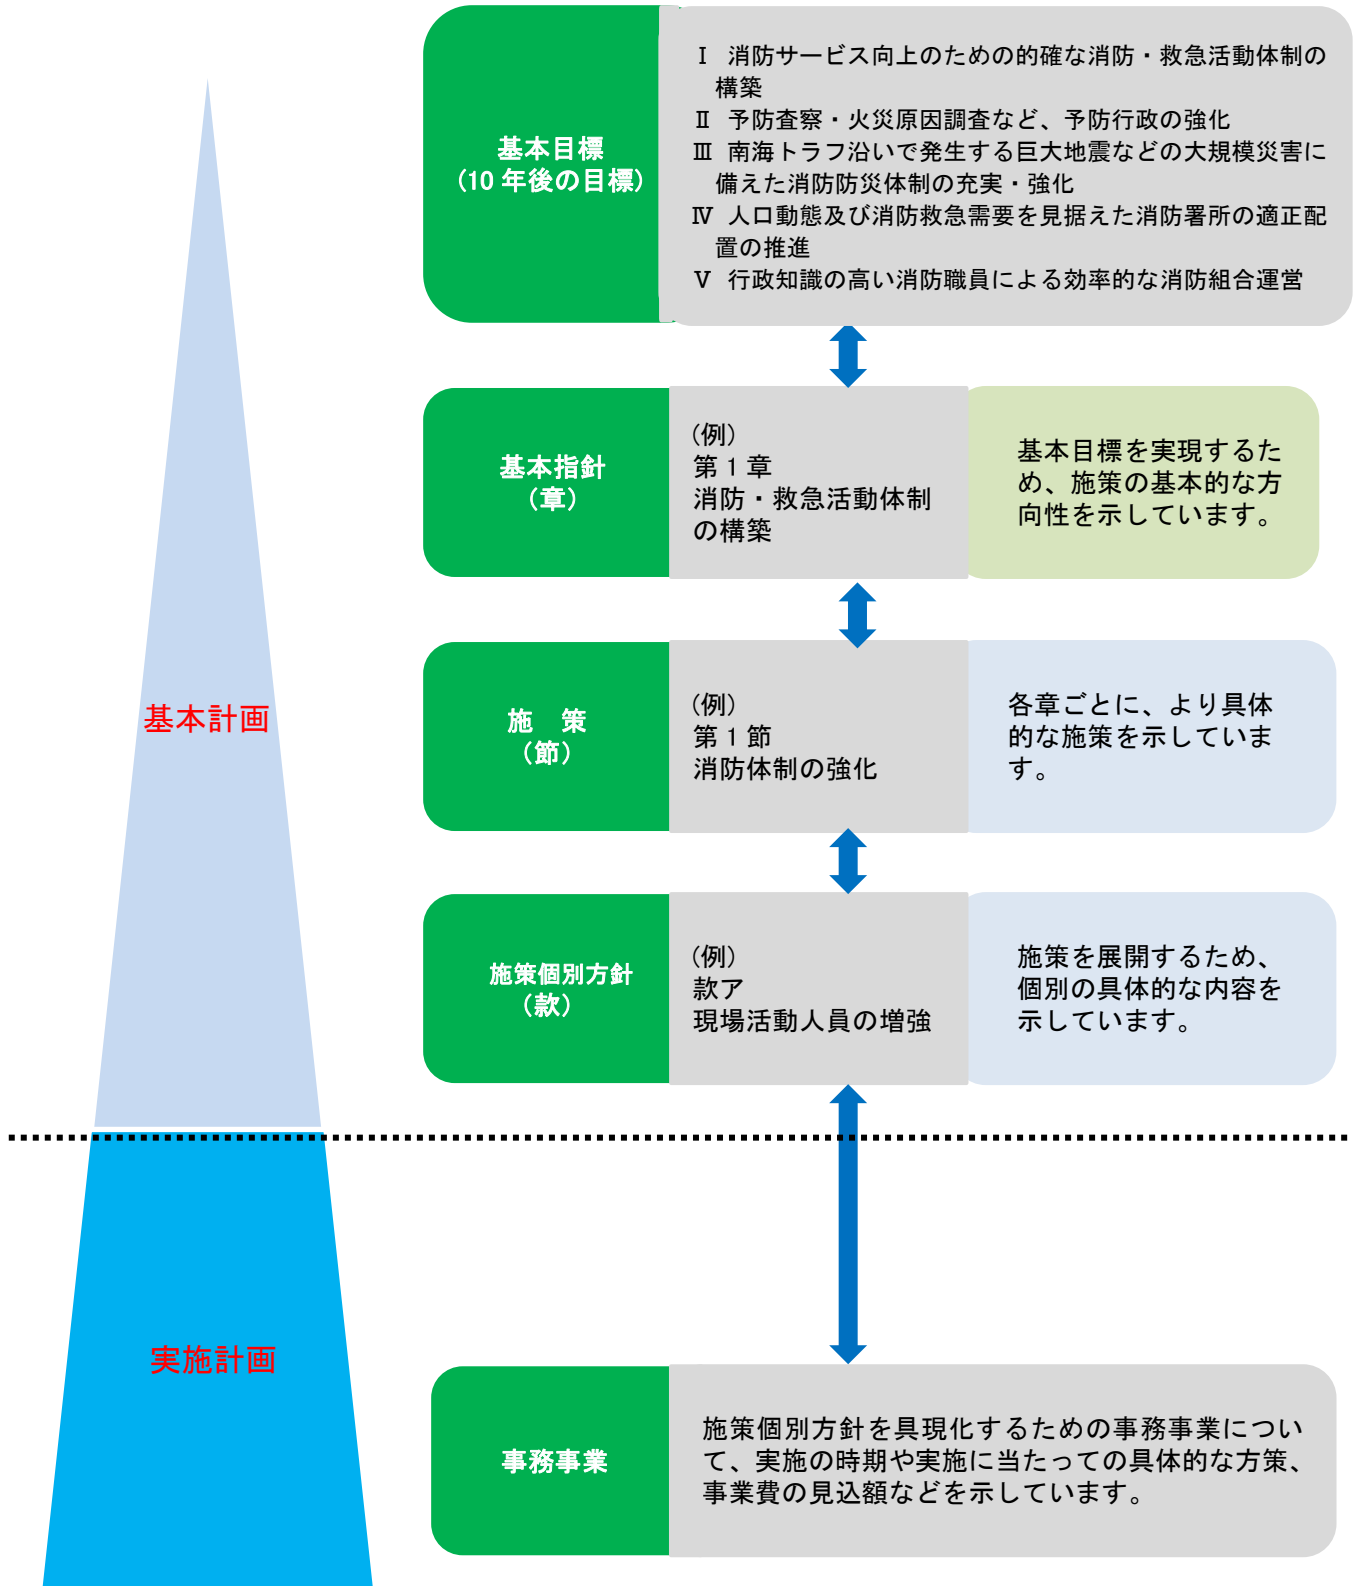 基本目標
(10 年後の目標)
Ⅰ 消防サービス向上のための的確な消防・救急活動体制の
構築
Ⅱ 予防査察・火災原因調査など、予防行政の強化
Ⅲ 南海トラフ沿いで発生する巨大地震などの大規模災害に
備えた消防防災体制の充実・強化
Ⅳ 人口動態及び消防救急需要を見据えた消防署所の適正配
置の推進
Ⅴ 行政知識の高い消防職員による効率的な消防組合運営
基本指針
（章）
(例)
第１章
消防・救急活動体制
の構築
基本目標を実現するた
め、施策の基本的な方
向性を示しています。
基本計画
施　策
（節）
(例)
第１節
消防体制の強化
各章ごとに、より具体
的な施策を示していま
す。
施策個別方針
（款）
(例)
款ア
現場活動人員の増強
施策を展開するため、
個別の具体的な内容を
示しています。
実施計画
事務事業
施策個別方針を具現化するための事務事業につい
て、実施の時期や実施に当たっての具体的な方策、
事業費の見込額などを示しています。